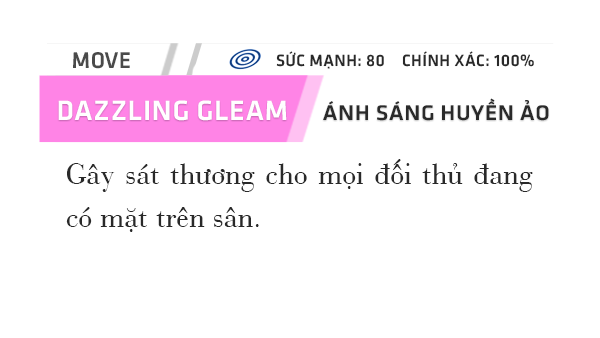 MOVE SỨC MẠNH: 80 CHÍNH XÁC: 100%
DAZZLING GLEAM ÁNH SÁNG HUYỀN ẢO
Gây sát thương cho mọi đối thủ đang
có mặt trên sân.